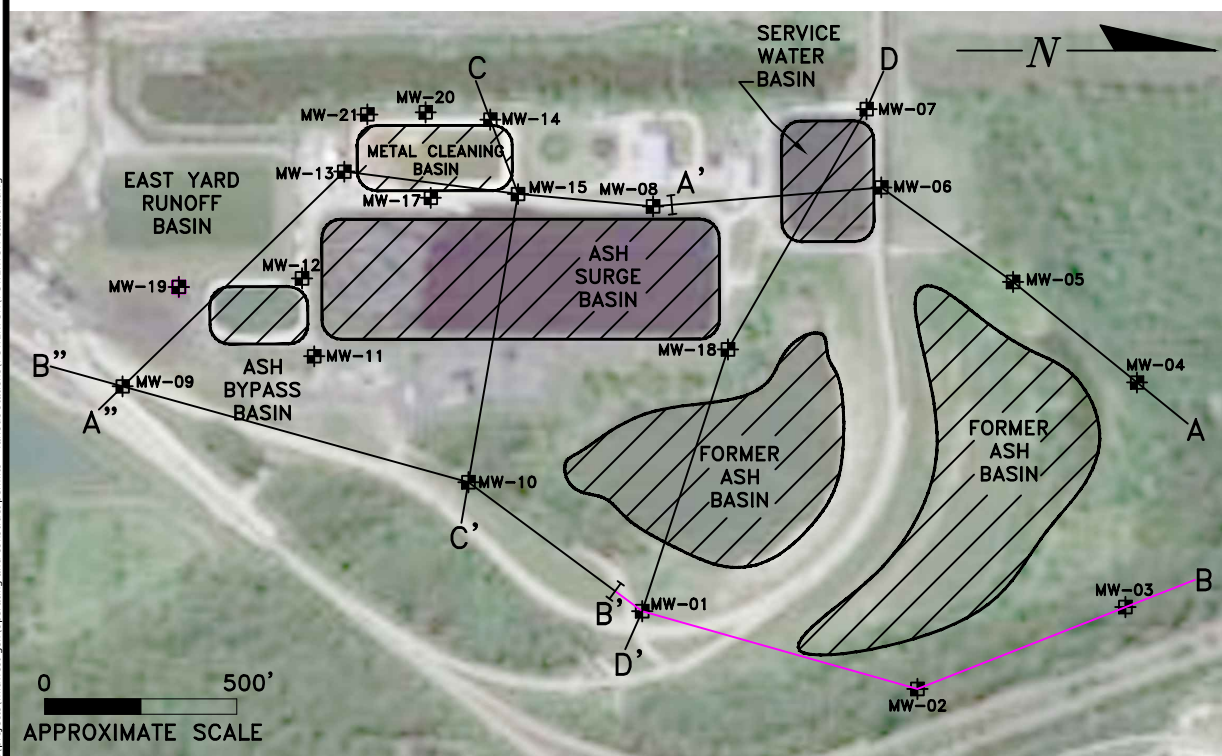 SERVICE
WATER
BASIN
D
N
C
MW-20
MW-21
MW-14
MW-07
METAL CLEANING
BASIN
MW-13
EAST YARD
RUNOFF
BASIN
MW-17
MW-15
MW-08
A'
MW-06
MW-12
MW-19
ASH
SURGE
BASIN
MW-05
MW-11
MW-18
B"
MW-09
A"
ASH
BYPASS
BASIN
MW-04
A
FORMER
ASH
BASIN
FORMER
ASH
BASIN
MW-10
C'
B'
MW-01
D'
MW-03
B
MW-02
0 500'
APPROXIMATE SCALE